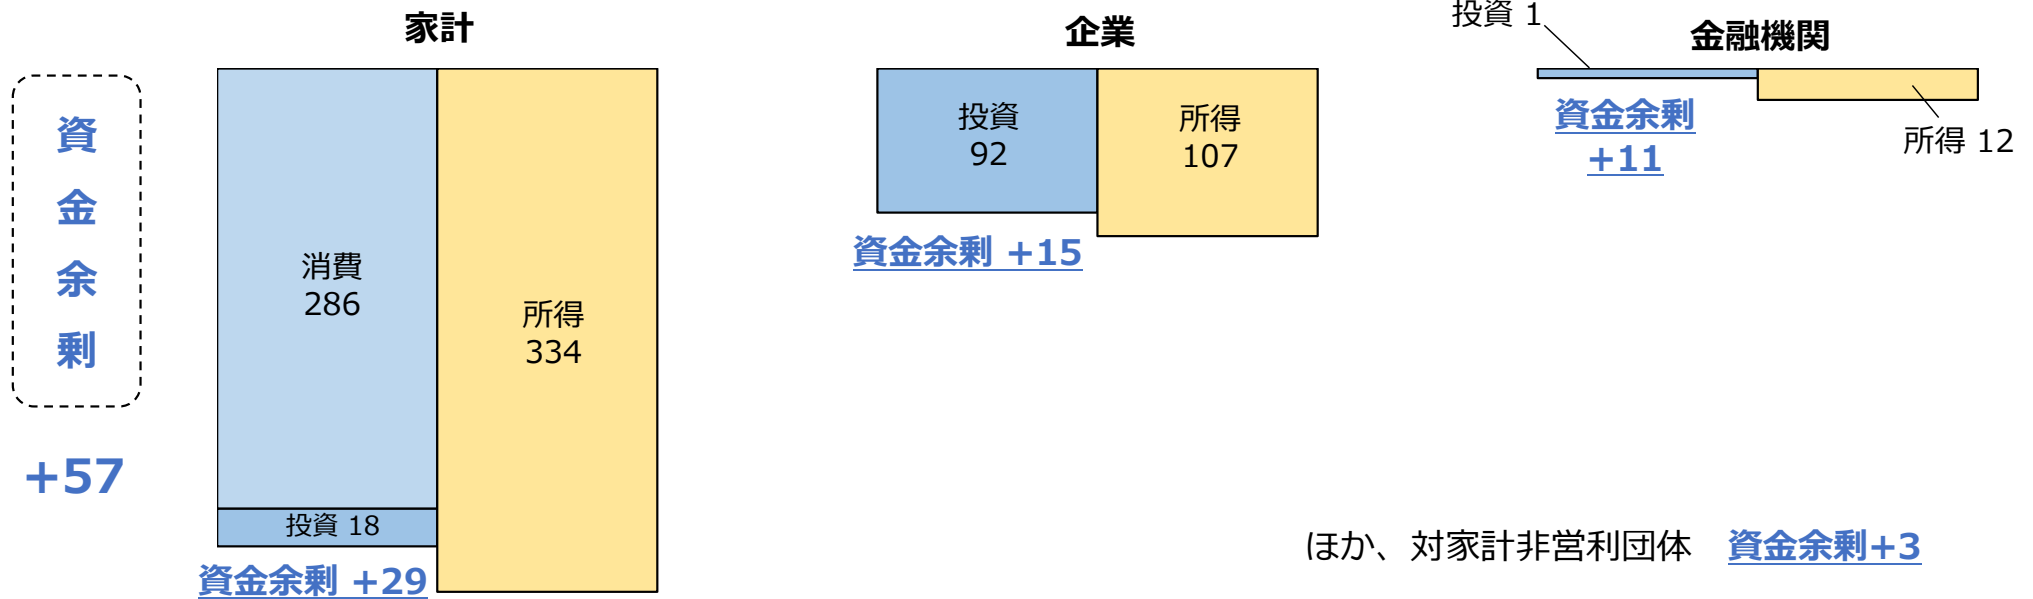 資
金
余
剰
+57
家計
消費
286
投資 18
所得
334
資金余剰 +29
企業
投資
92
所得
107
資金余剰 +15
投資 1
金融機関
資金余剰
+11
所得 12
ほか、対家計非営利団体 資金余剰+3